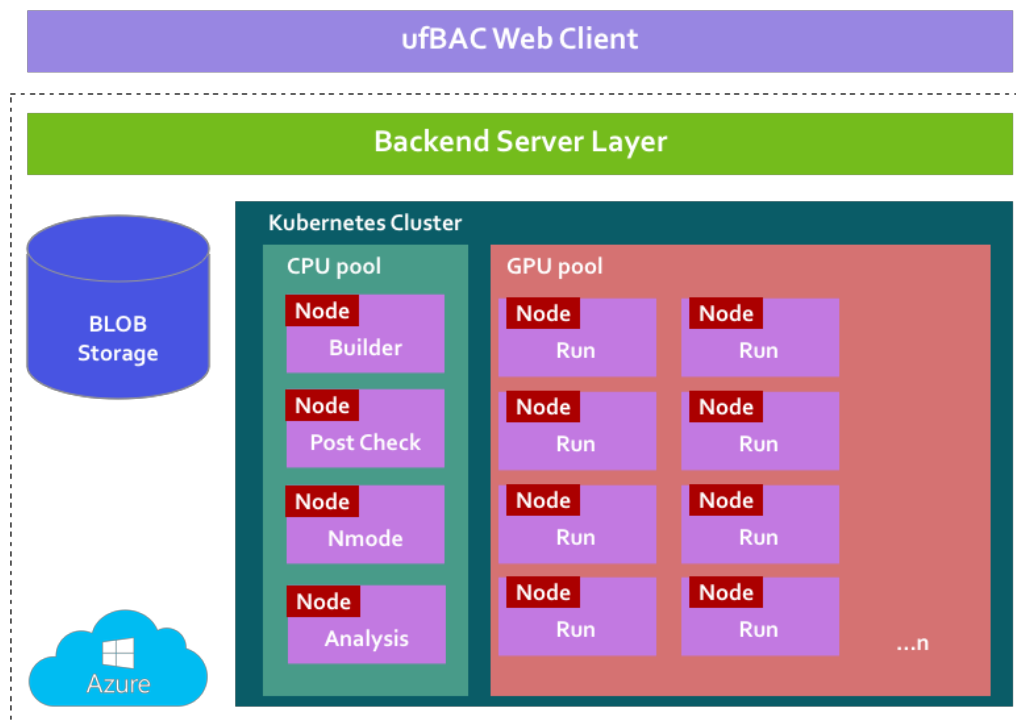 ufBAC Web Client
Backend Server Layer
BLOB
Storage
Azure
Kubernetes Cluster
CPU pool
Node
Builder
Node
Post Check
Node
Nmode
Node
Analysis
GPU pool
Node
Run
Node
Run
Node
Run
Node
Run
Node
Run
Node
Run
Node
Run
Node
Run
...n